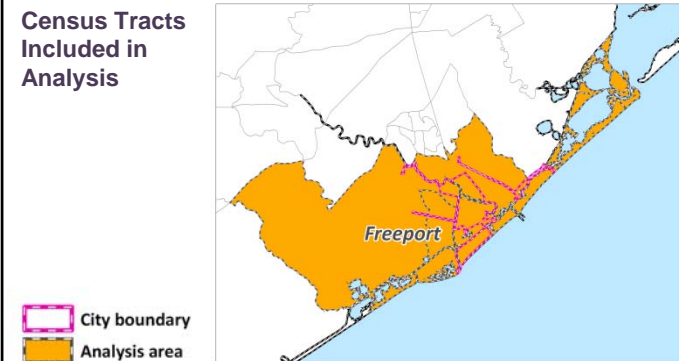 Census Tracts
Included in
Analysis
Freeport
City boundary
Analysis area